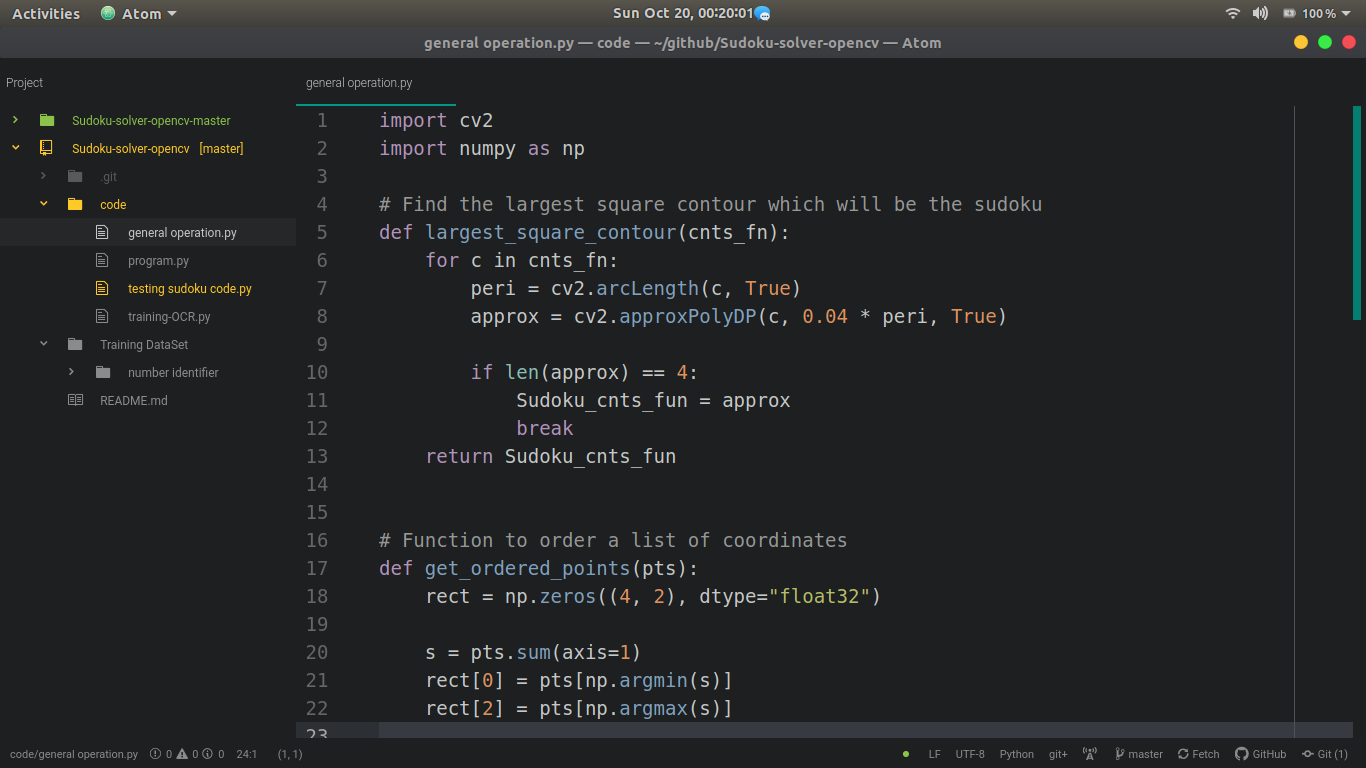 Activities Atom Sun Oct 20, 00:20:01 100 %
general operation.py — code — ~/github/Sudoku-solver-opencv — Atom
Project
Sudoku-solver-opencv-master
Sudoku-solver-opencv [master]
.git
code
general operation.py
program.py
testing sudoku code.py
training-OCR.py
Training DataSet
number identifier
README.md
general operation.py
1 import cv2
2 import numpy as np
3
4 # Find the largest square contour which will be the sudoku
5 def largest_square_contour(cnts_fn):
6     for c in cnts_fn:
7         peri = cv2.arcLength(c, True)
8         approx = cv2.approxPolyDP(c, 0.04 * peri, True)
9
10         if len(approx) == 4:
11             Sudoku_cnts_fun = approx
12             break
13     return Sudoku_cnts_fun
14
15
16 # Function to order a list of coordinates
17 def get_ordered_points(pts):
18     rect = np.zeros((4, 2), dtype="float32")
19
20     s = pts.sum(axis=1)
21     rect[0] = pts[np.argmin(s)]
22     rect[2] = pts[np.argmax(s)]
23
code/general operation.py 0 0 0 24:1 (1, 1) LF UTF-8 Python git+ master Fetch GitHub Git (1)